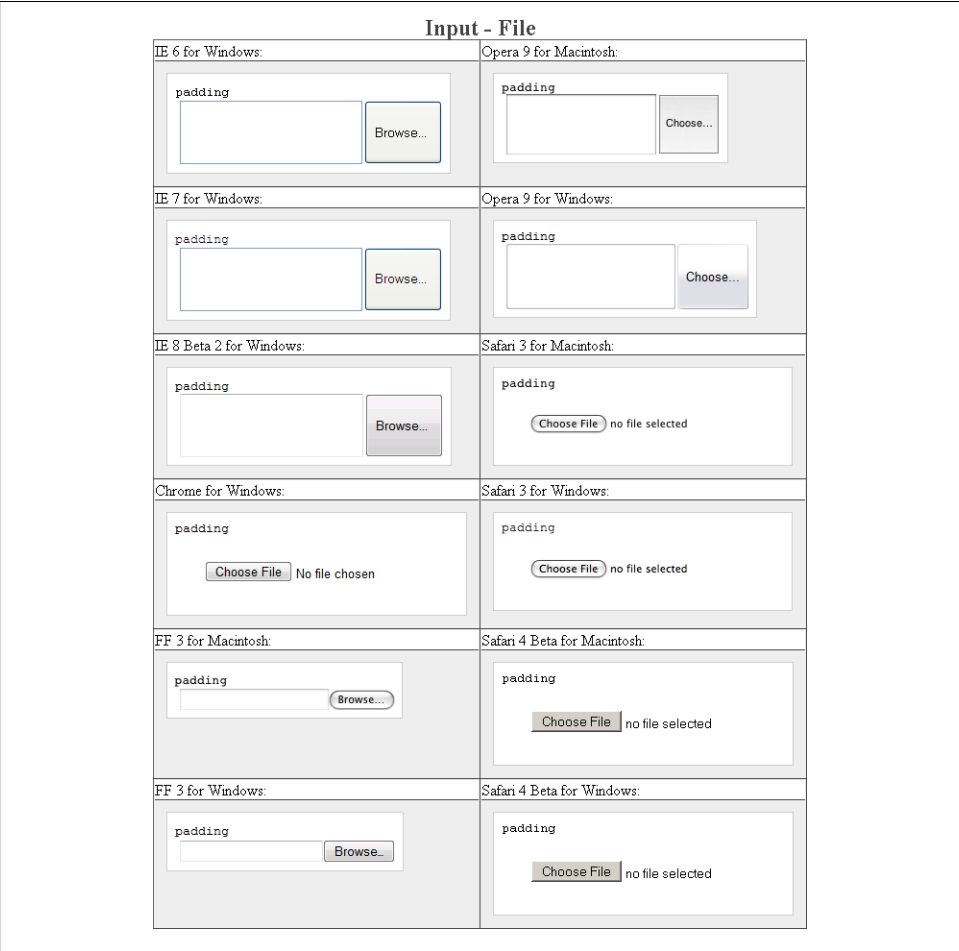 Input - File
IE 6 for Windows:
padding
Browse...
Opera 9 for Macintosh:
padding
Choose...
IE 7 for Windows:
padding
Browse...
Opera 9 for Windows:
padding
Choose...
IE 8 Beta 2 for Windows:
padding
Browse...
Safari 3 for Macintosh:
padding
Choose File no file selected
Chrome for Windows:
padding
Choose File No file chosen
Safari 3 for Windows:
padding
Choose File no file selected
FF 3 for Macintosh:
padding
Browse...
Safari 4 Beta for Macintosh:
padding
Choose File no file selected
FF 3 for Windows:
padding
Browse...
Safari 4 Beta for Windows:
padding
Choose File no file selected